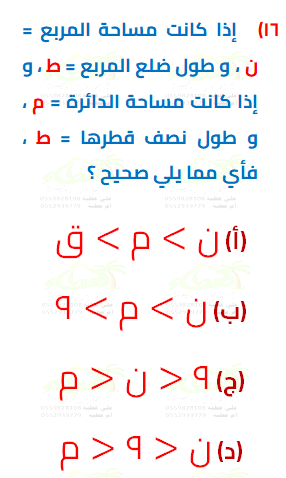 ١٦) إذا كانت مساحة المربع =
ن ، و طول ضلع المربع = ط ، و
إذا كانت مساحة الدائرة = م ،
و طول نصف قطرها = ط ،
فأي مما يلي صحيح ؟
(أ) ن > م > ق
(ب) ن > م > ٩
(ج) ٩ < ن < م
(د) ن < ٩ < م